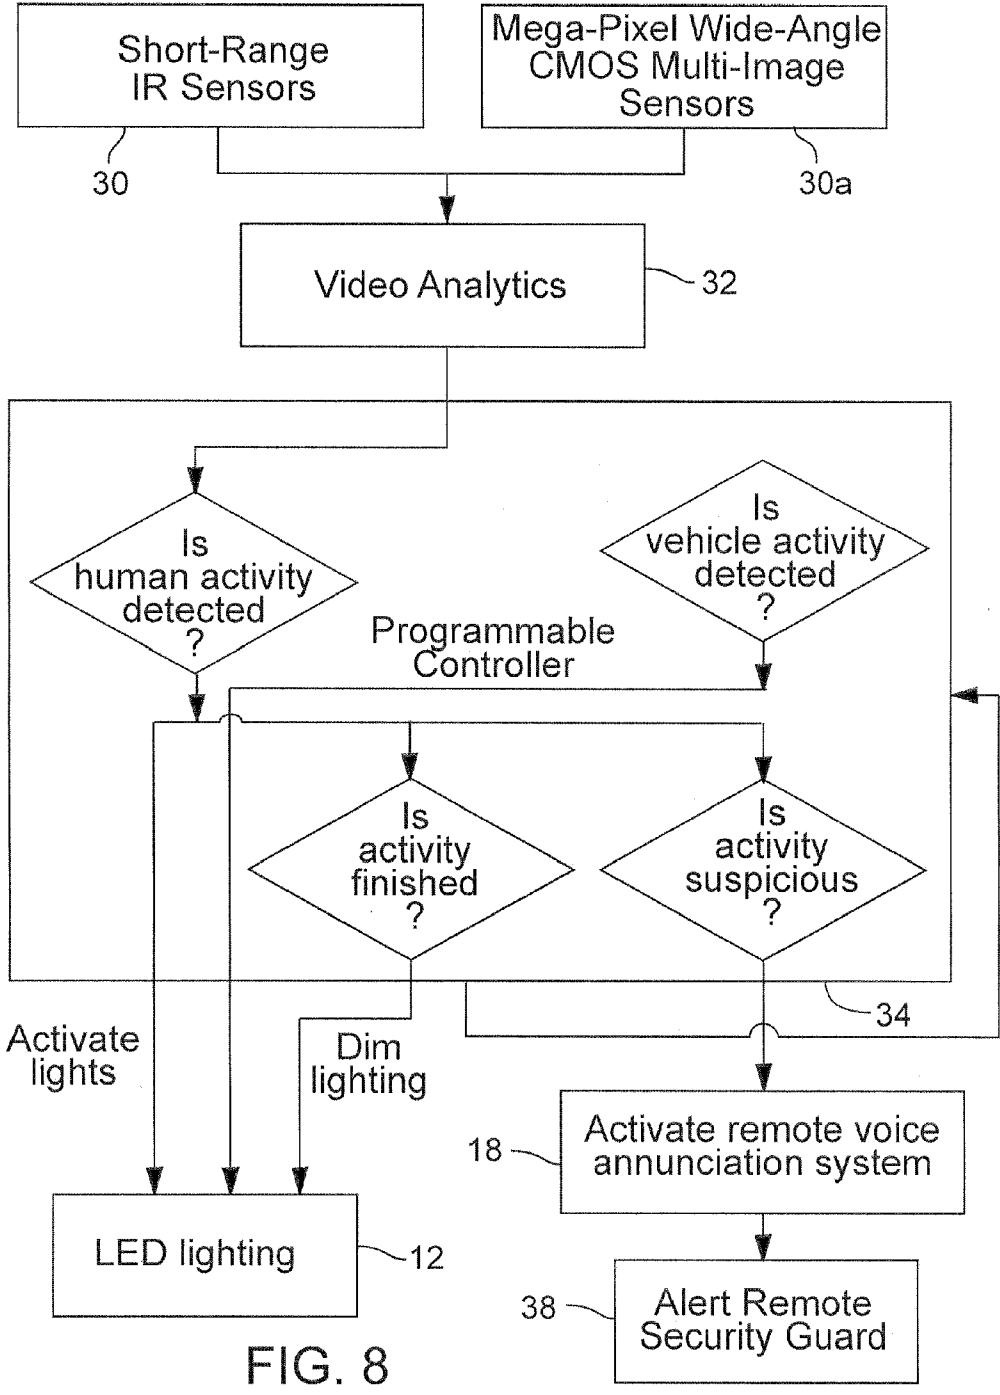 Short-Range
IR Sensors
30
Mega-Pixel Wide-Angle
CMOS Multi-Image
Sensors
30a
Video Analytics
32
Is
human activity
detected
?
Is
vehicle activity
detected
?
Programmable
Controller
Is
activity
finished
?
Is
activity
suspicious
?
34
Activate
lights
Dim
lighting
Activate remote voice
annunciation system
18
LED lighting
12
Alert Remote
Security Guard
38
FIG. 8